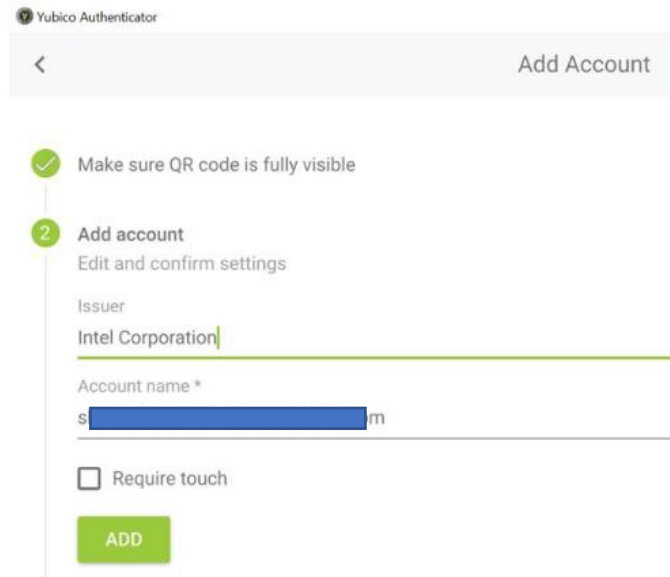 Yubico Authenticator
Add Account
Make sure QR code is fully visible
2
Add account
Edit and confirm settings
Issuer
Intel Corporation
Account name *
s
om
Require touch
ADD